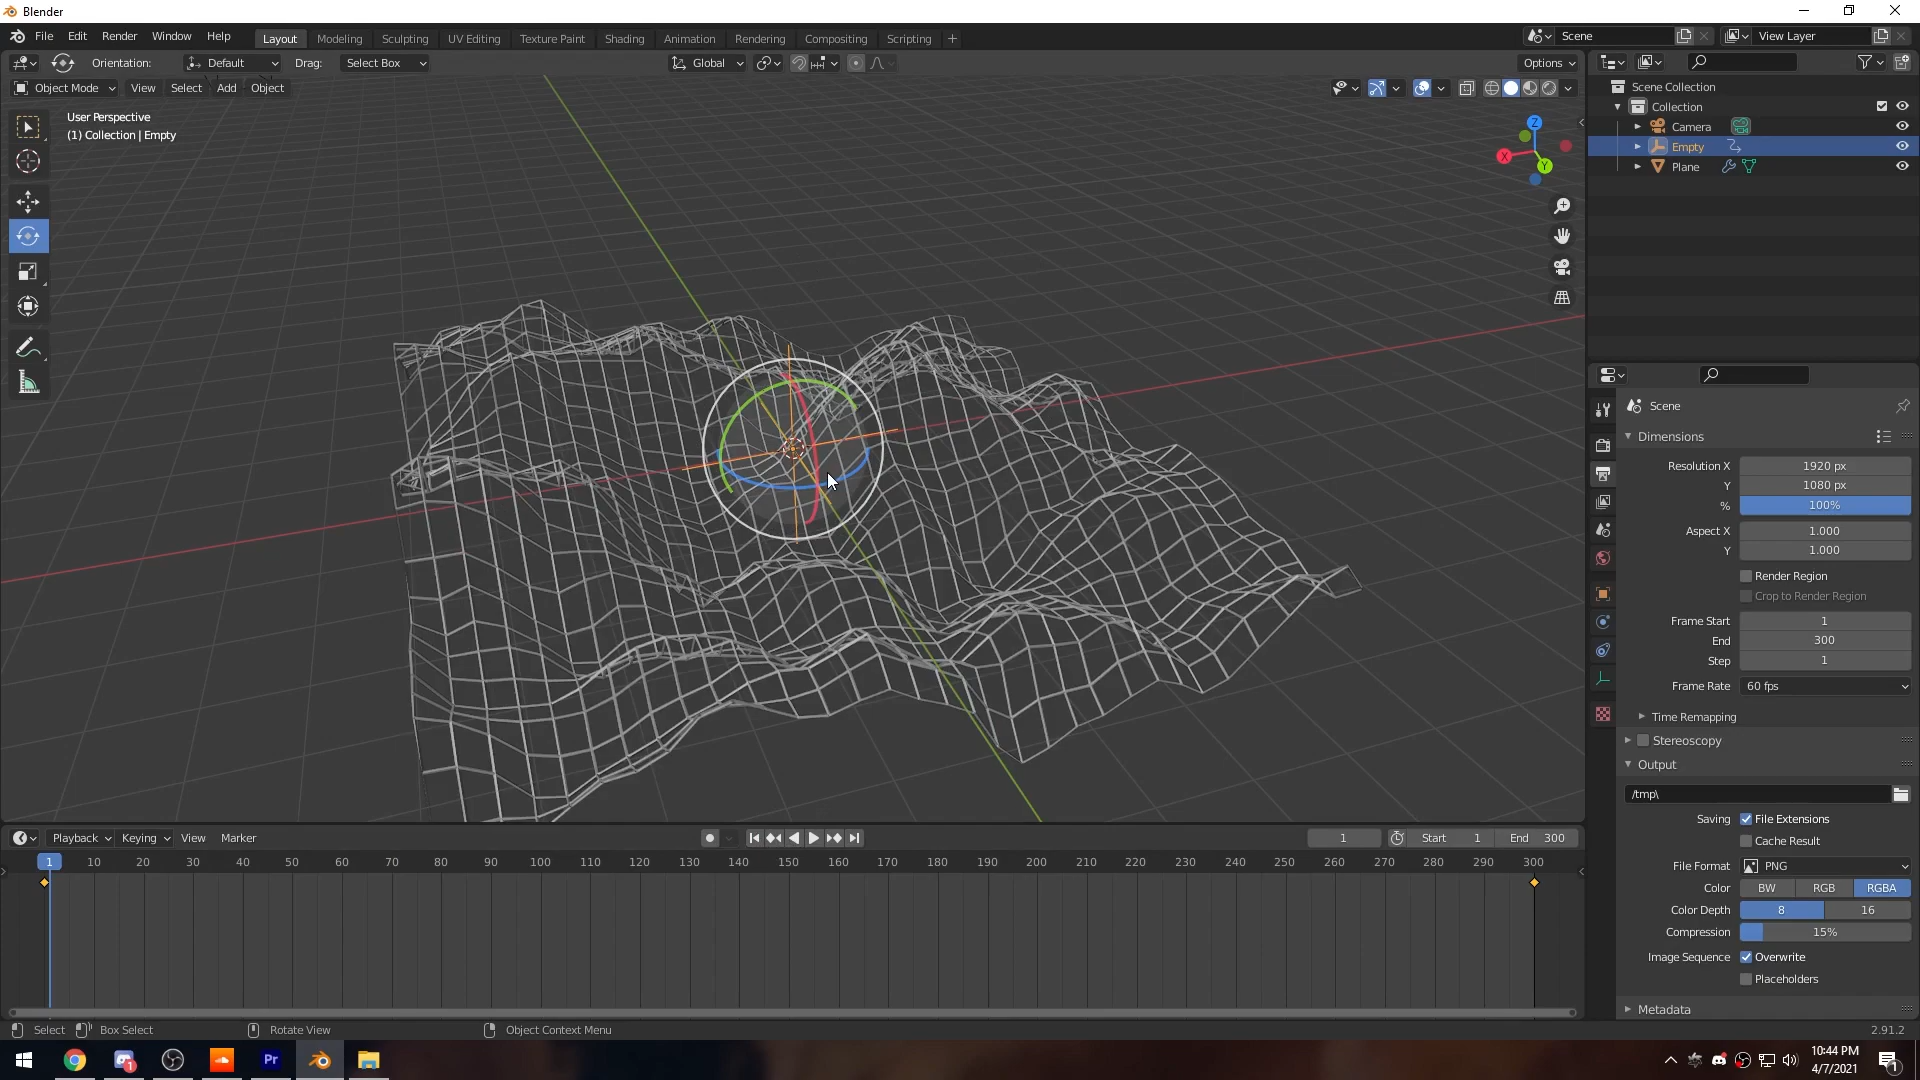 Blender
File Edit Render Window Help Layout Modeling Sculpting UV Editing Texture Paint Shading Animation Rendering Compositing Scripting + Scene View Layer
Orientation: Default Drag: Select Box Global Options
Object Mode View Select Add Object
User Perspective
(1) Collection | Empty
Z
X
Y
Scene Collection
Collection
Camera
Empty
Plane
Scene
Dimensions
Resolution X 1920 px
Y 1080 px
% 100%
Aspect X 1.000
Y 1.000
Render Region
Crop to Render Region
Frame Start 1
End 300
Step 1
Frame Rate 60 fps
Time Remapping
Stereoscopy
Output
/tmp\
Saving File Extensions
Cache Result
File Format PNG
Color BW RGB RGBA
Color Depth 8 16
Compression 15%
Image Sequence Overwrite
Placeholders
Metadata
Playback Keying View Marker 1 Start 1 End 300
1 10 20 30 40 50 60 70 80 90 100 110 120 130 140 150 160 170 180 190 200 210 220 230 240 250 260 270 280 290 300
Select Box Select Rotate View Object Context Menu 2.91.2
1 Pr 10:44 PM
4/7/2021 1